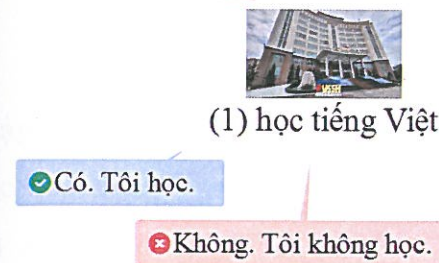 (1) học tiếng Việt
Có. Tôi học.
Không. Tôi không học.